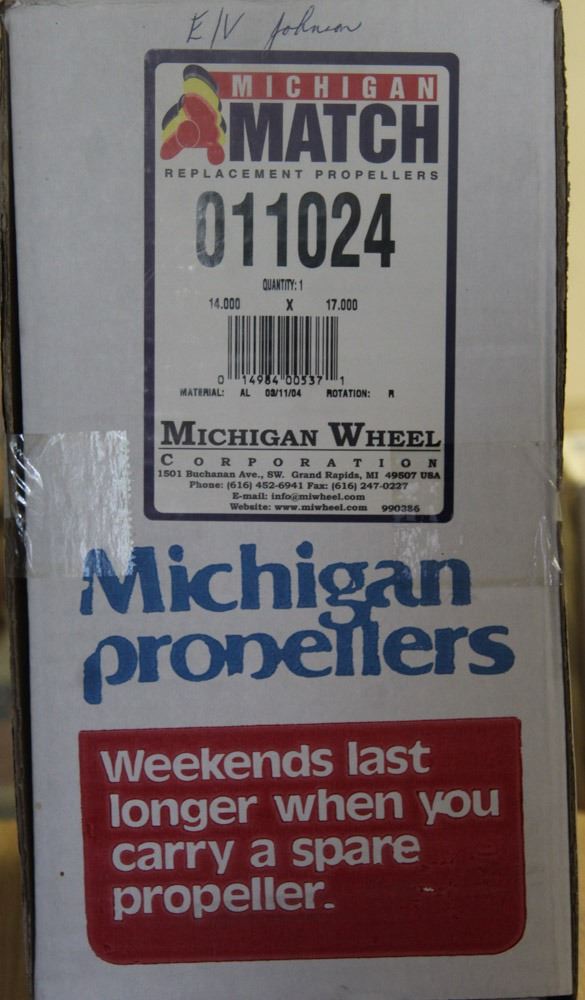 E/V Johnson
MICHIGAN
MATCH
REPLACEMENT PROPELLERS
011024
QUANTITY: 1
14.000 X 17.000
0 14984 00537 1
MATERIAL: AL 08/11/04 ROTATION: R
MICHIGAN WHEEL
CORPORATION
1501 Buchanan Ave., SW. Grand Rapids, MI 49507 USA
Phone: (616) 452-6941 Fax: (616) 247-0227
E-mail: info@miwheel.com
Website: www.miwheel.com 990386
Michigan
propellers
Weekends last
longer when you
carry a spare
propeller.